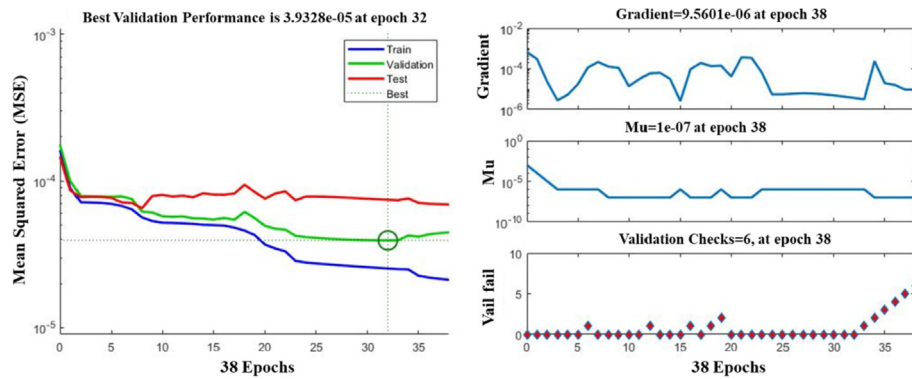 Best Validation Performance is 3.9328e-05 at epoch 32
Mean Squared Error (MSE)
10-3
10-4
10-5
Train
Validation
Test
Best
0 5 10 15 20 25 30 35
38 Epochs
Gradient=9.5601e-06 at epoch 38
Gradient
10-2
10-4
10-6
Mu=1e-07 at epoch 38
Mu
100
10-5
10-10
Validation Checks=6, at epoch 38
Vail fail
10
5
0
0 5 10 15 20 25 30 35
38 Epochs